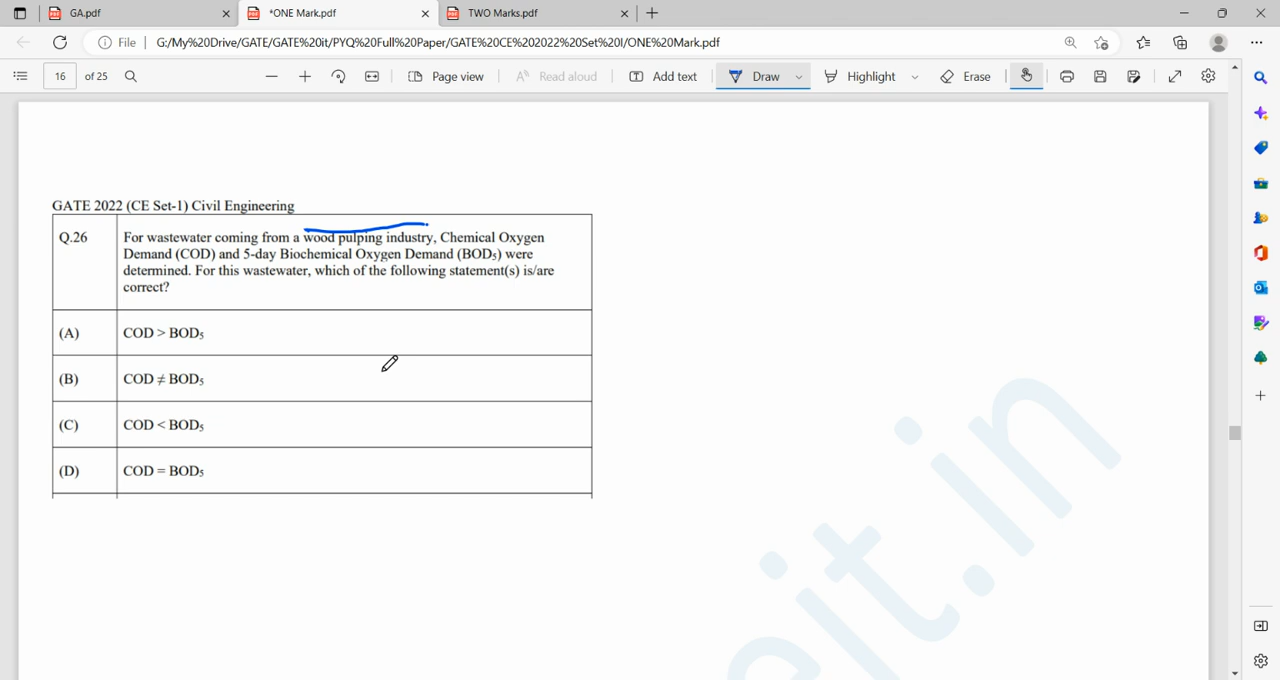 GA.pdf
*ONE Mark.pdf
TWO Marks.pdf
File G:/My%20Drive/GATE/GATE%20it/PYQ%20Full%20Paper/GATE%20CE%202022%20Set%20I/ONE%20Mark.pdf
16 of 25 Page view Read aloud Add text Draw Highlight Erase
GATE 2022 (CE Set-1) Civil Engineering
Q.26 For wastewater coming from a wood pulping industry, Chemical Oxygen
Demand (COD) and 5-day Biochemical Oxygen Demand (BOD₅) were
determined. For this wastewater, which of the following statement(s) is/are
correct?
(A) COD > BOD₅
(B) COD ≠ BOD₅
(C) COD < BOD₅
(D) COD = BOD₅
eit.in